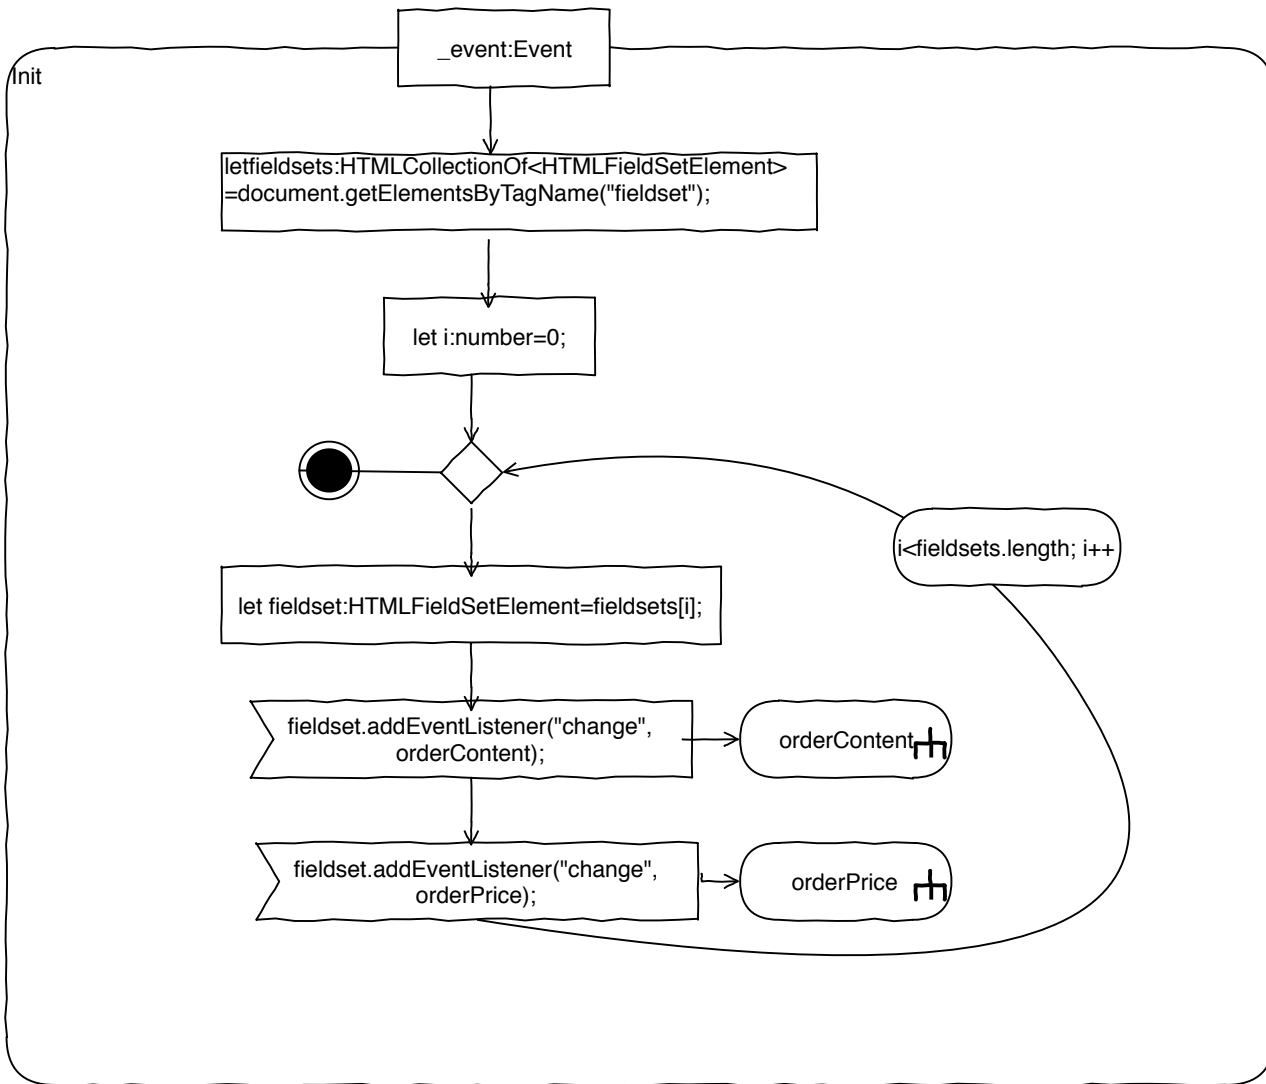 _event:Event
Init
letfieldsets:HTMLCollectionOf<HTMLFieldSetElement>
=document.getElementsByTagName("fieldset");
let i:number=0;
i<fieldsets.length; i++
let fieldset:HTMLFieldSetElement=fieldsets[i];
fieldset.addEventListener("change",
orderContent);
orderContent
fieldset.addEventListener("change",
orderPrice);
orderPrice